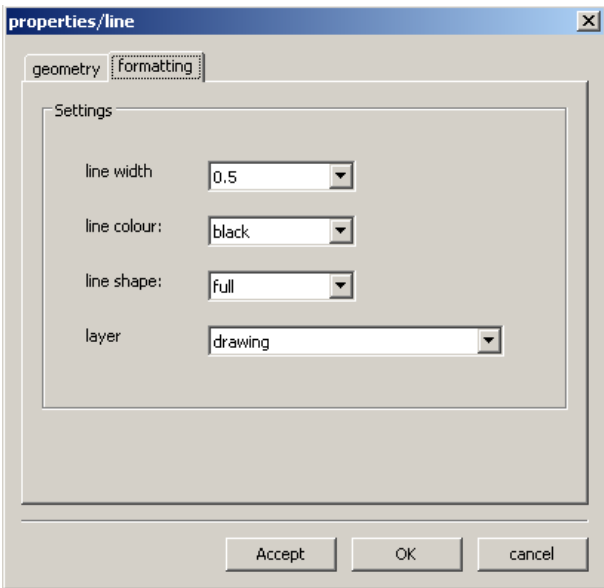 properties/line
geometry formatting
Settings
line width 0.5
line colour: black
line shape: full
layer drawing
Accept OK cancel